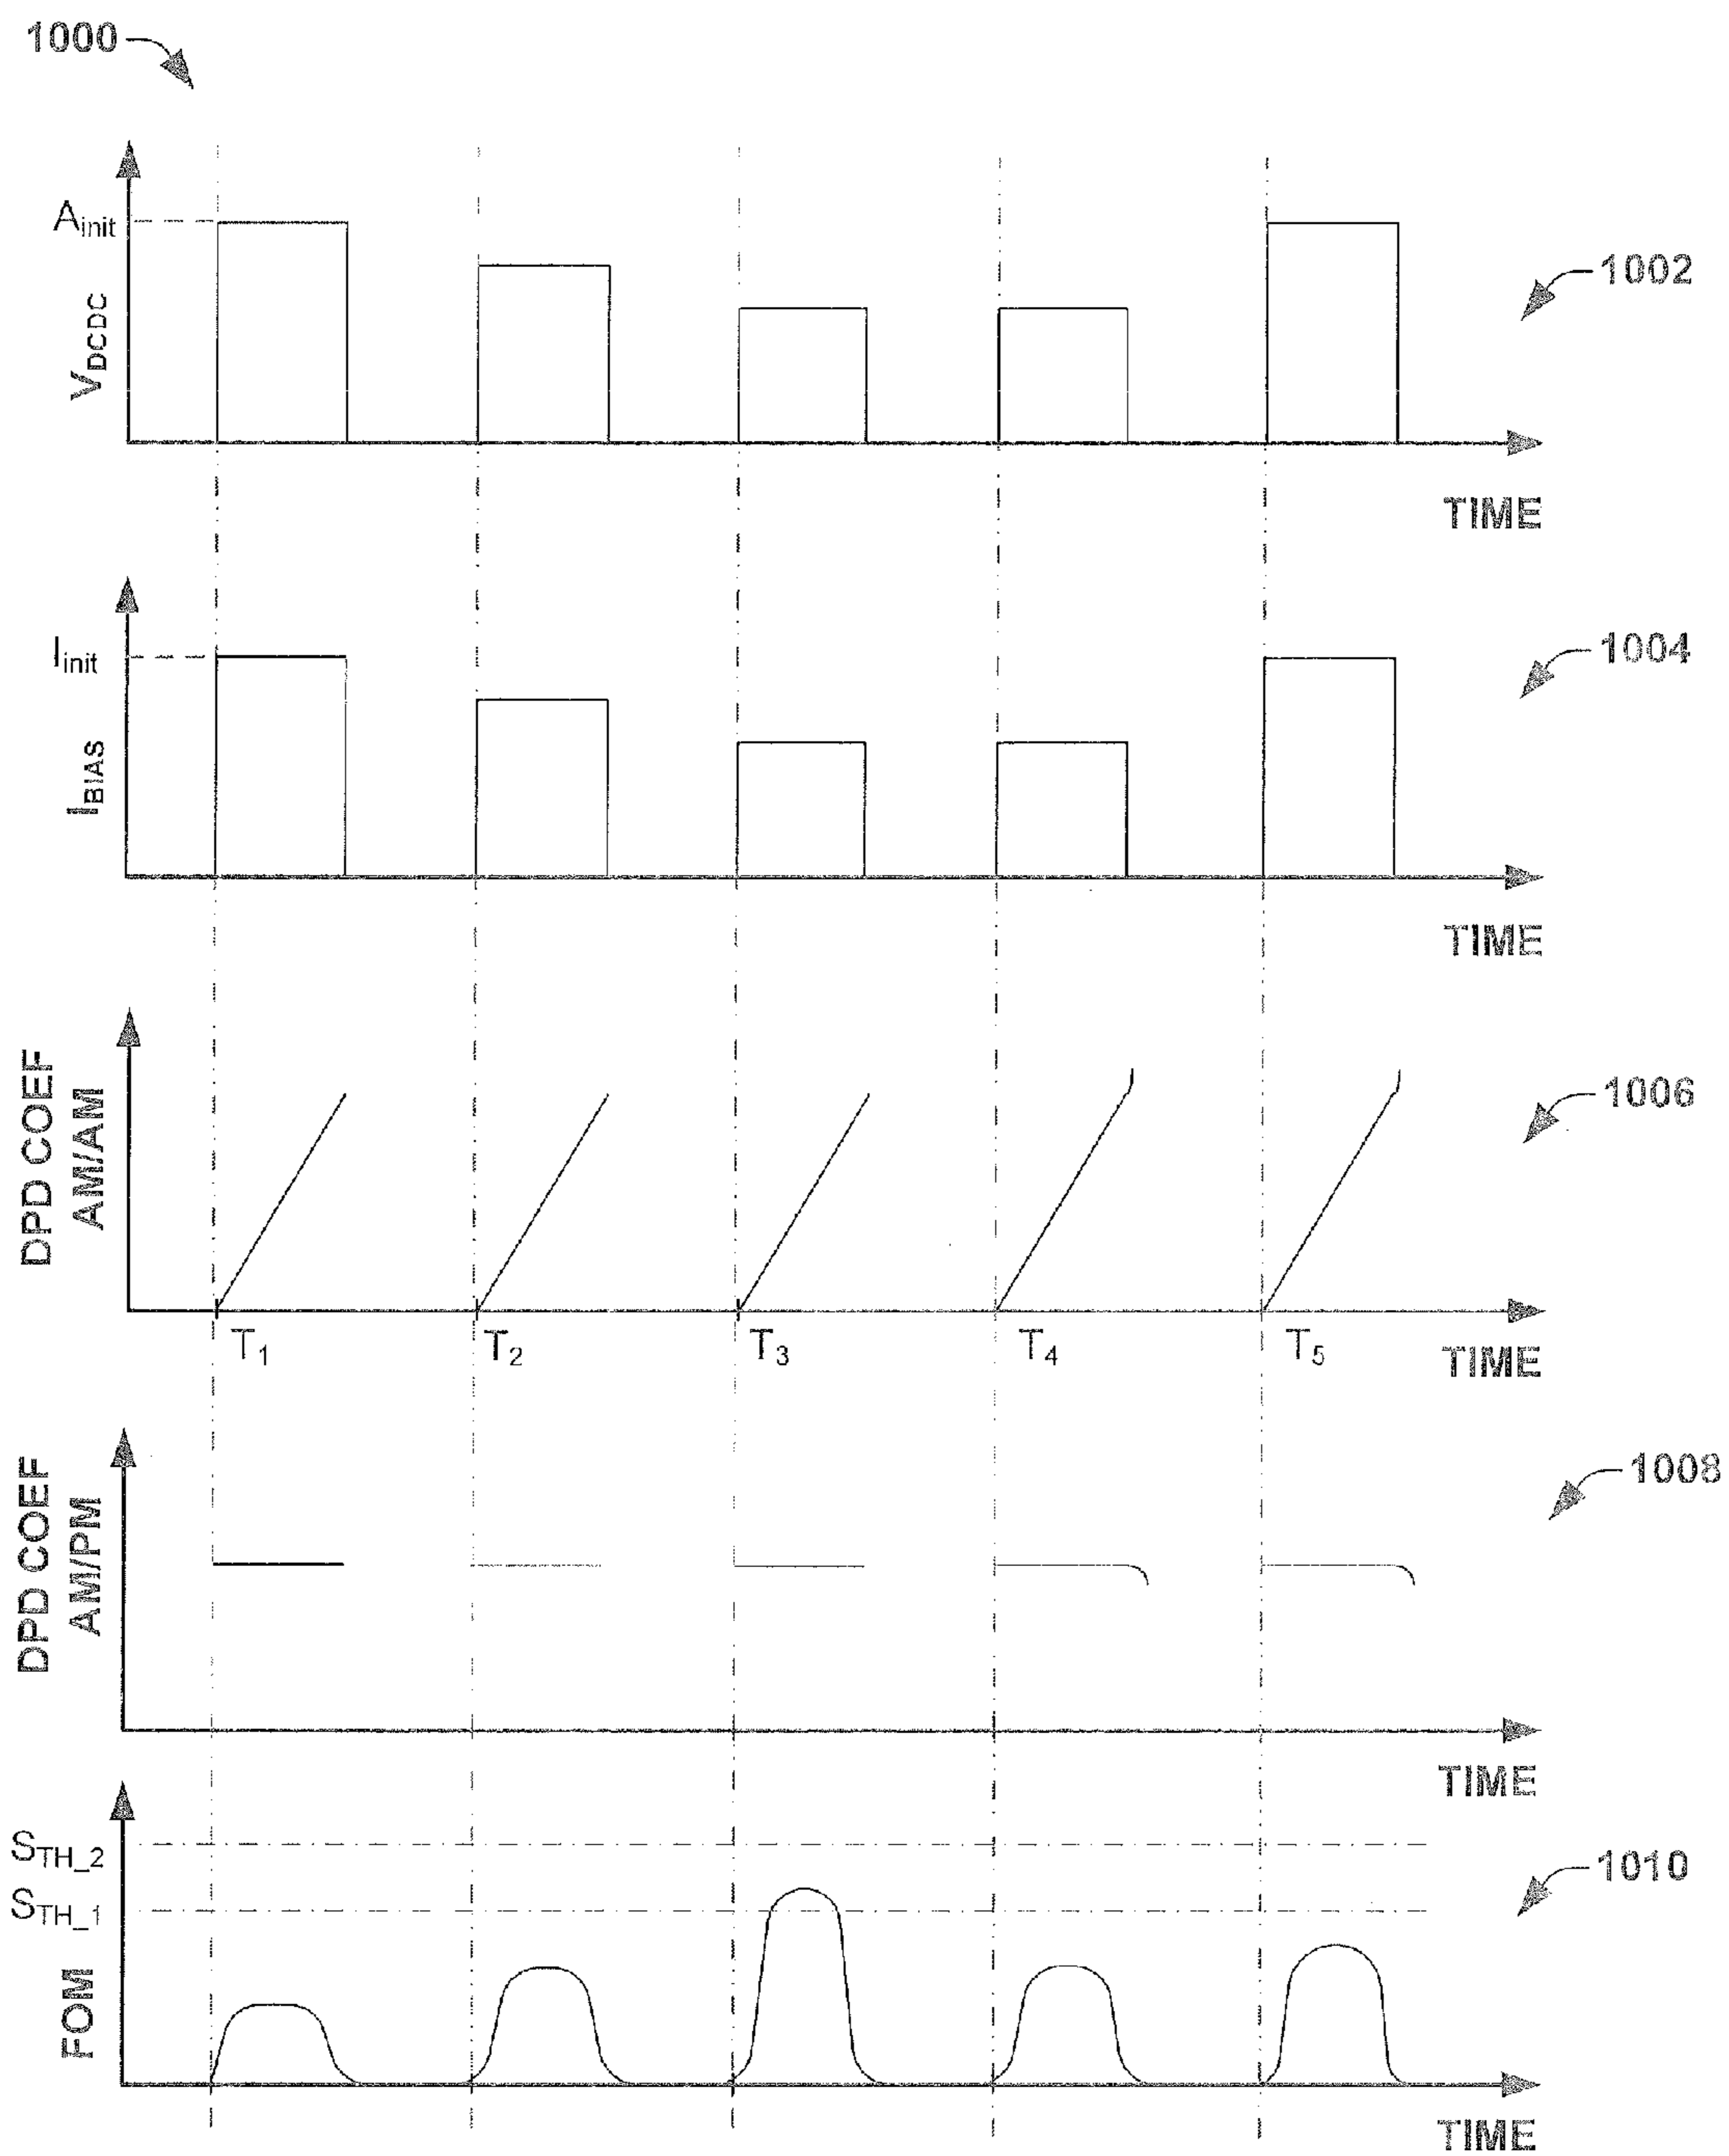 1000
A_init
V_DCDC
1002
TIME
I_init
I_BIAS
1004
TIME
DPD COEF
AM/AM
1006
T_1
T_2
T_3
T_4
T_5
TIME
DPD COEF
AM/PM
1008
TIME
S_TH_2
S_TH_1
FOM
1010
TIME